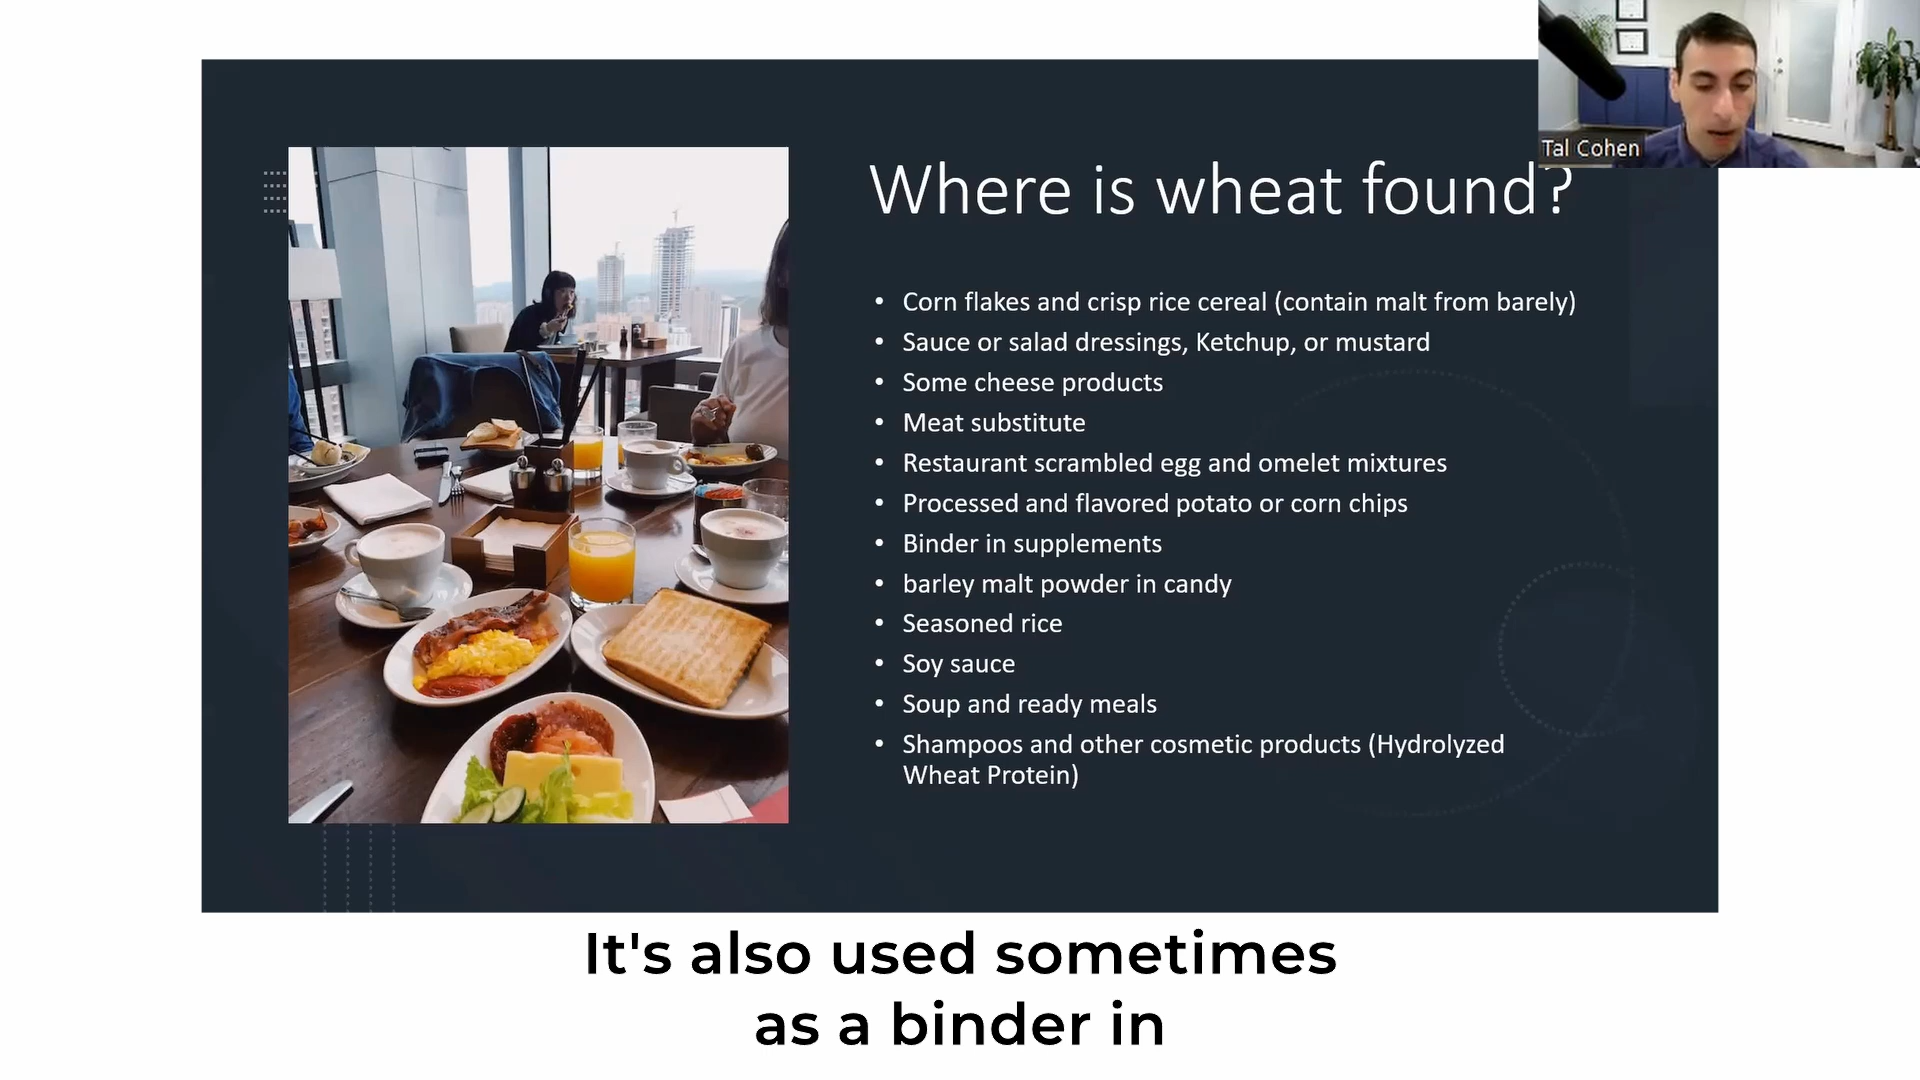 Tal Cohen
Where is wheat found?
• Corn flakes and crisp rice cereal (contain malt from barely)
• Sauce or salad dressings, Ketchup, or mustard
• Some cheese products
• Meat substitute
• Restaurant scrambled egg and omelet mixtures
• Processed and flavored potato or corn chips
• Binder in supplements
• barley malt powder in candy
• Seasoned rice
• Soy sauce
• Soup and ready meals
• Shampoos and other cosmetic products (Hydrolyzed
Wheat Protein)
It's also used sometimes
as a binder in